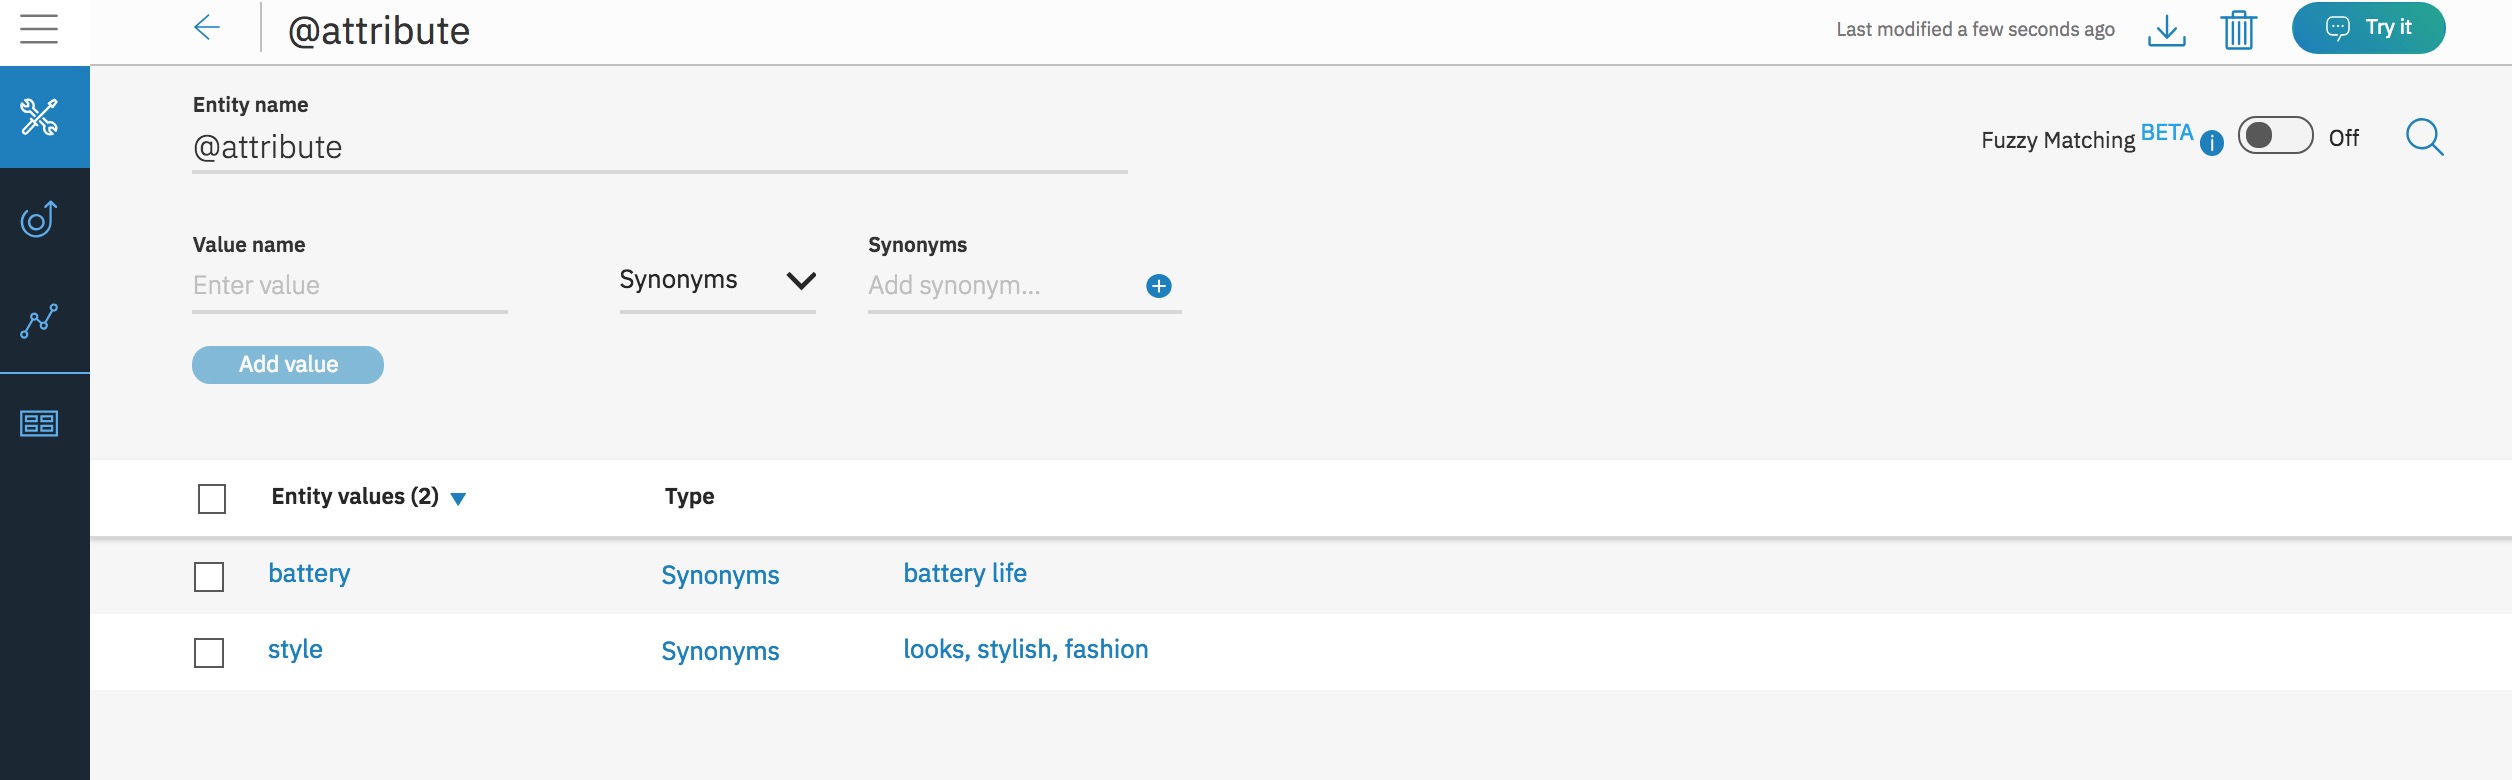 @attribute
Last modified a few seconds ago
Try it
Entity name
@attribute
Fuzzy Matching BETA i Off
Value name
Synonyms
Enter value
Synonyms
Add synonym...
Add value
Entity values (2) Type
battery Synonyms battery life
style Synonyms looks, stylish, fashion